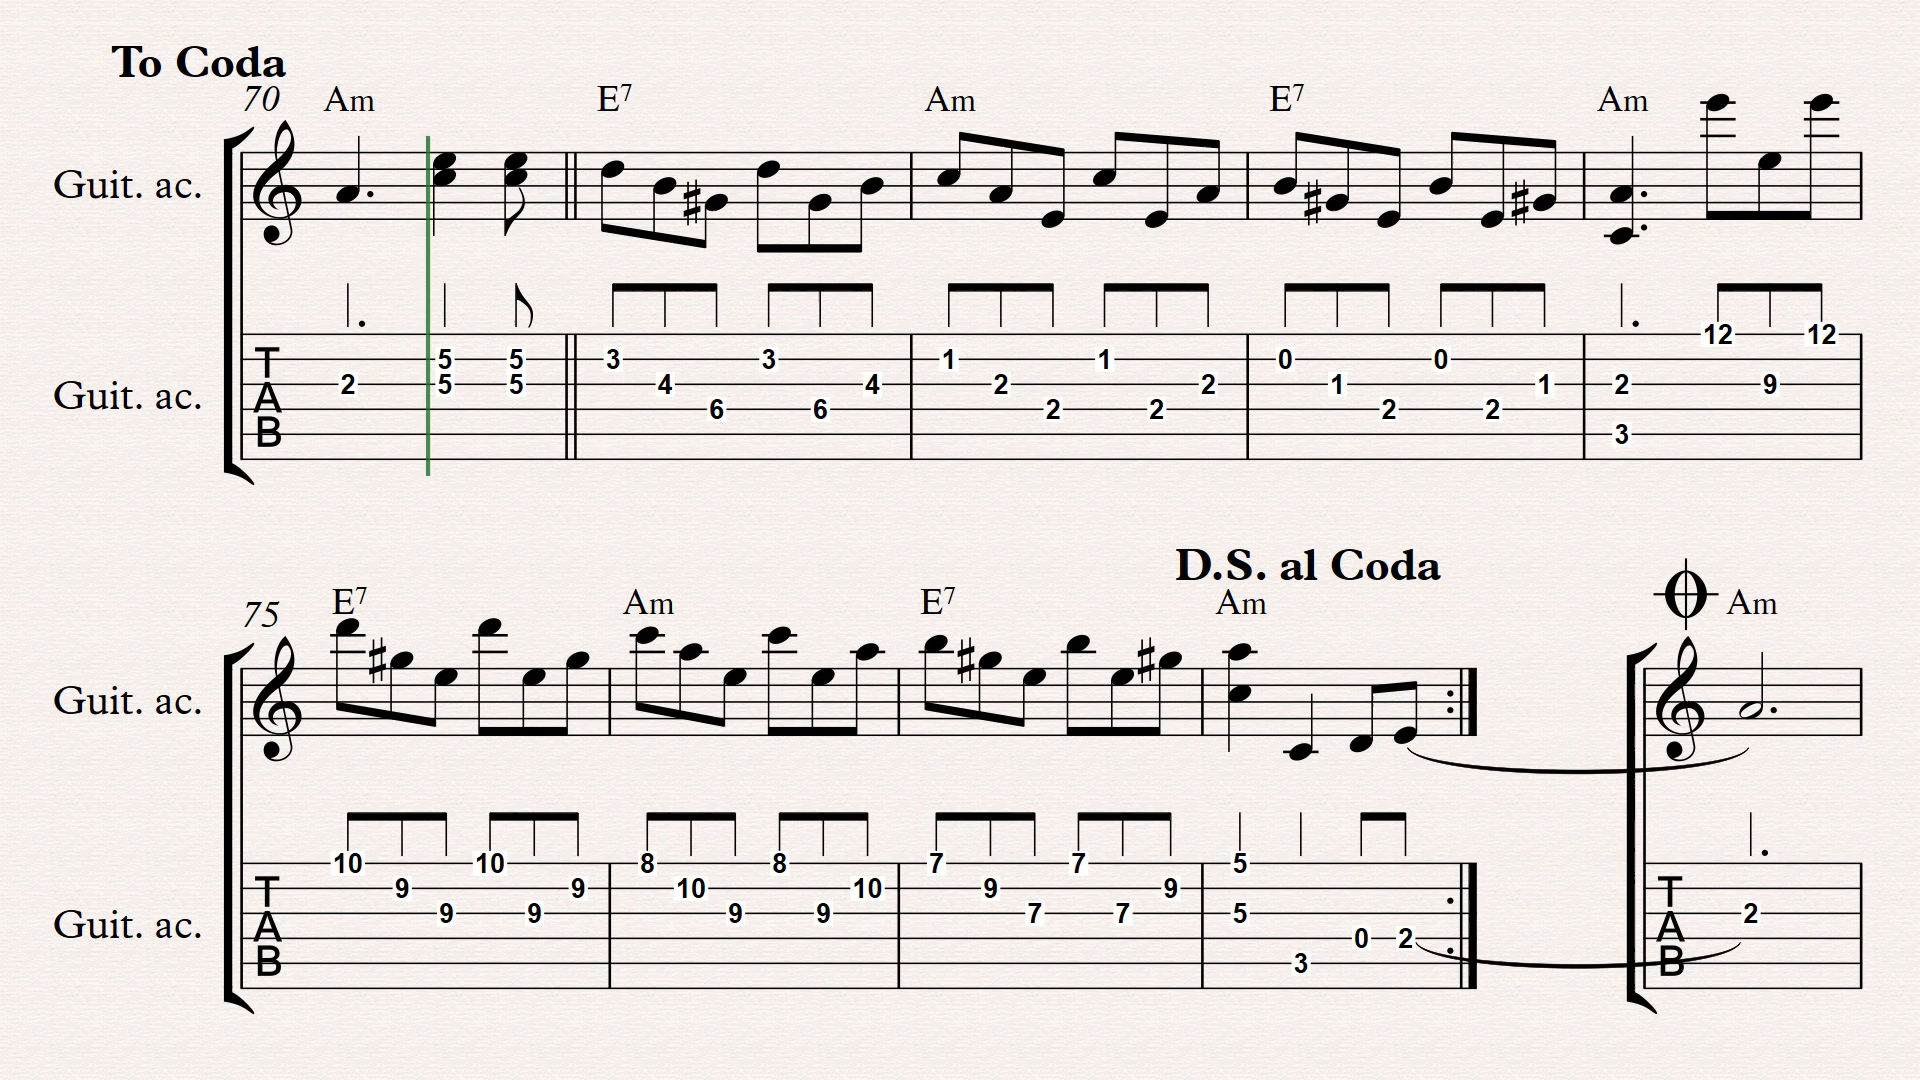 To Coda
70 Am E7 Am E7 Am
Guit. ac.
12 12
T 5 5 3 3 1 1 0 0
A 2 5 5 4 4 2 2 1 1 2 9
6 6 2 2 2 2
B 3
Guit. ac.
D.S. al Coda
75 E7 Am E7 Am Am
Guit. ac.
10 10 8 8 7 7 5
T 9 9 10 10 9 9 T
A 9 9 9 9 7 7 5 A 2
0 2
B 3 B
Guit. ac.